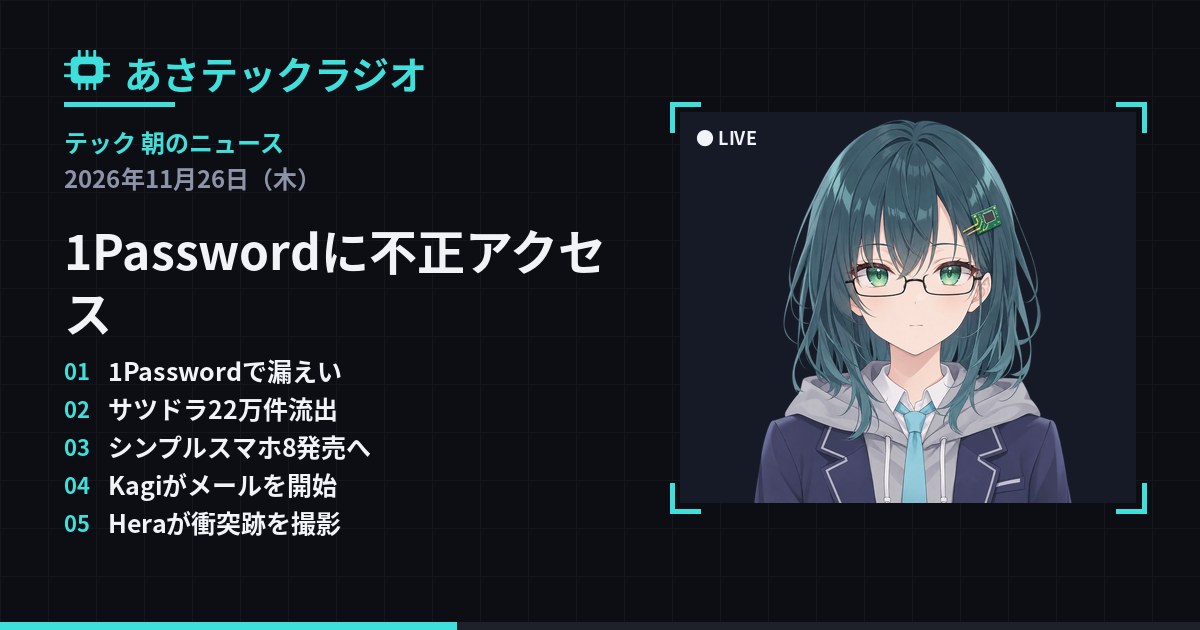 あさテックラジオ
テック 朝のニュース
2026年11月26日（木）
1Passwordに不正アクセ
ス
01 1Passwordで漏えい
02 サツドラ22万件流出
03 シンプルスマホ8発売へ
04 Kagiがメールを開始
05 Heraが衝突跡を撮影
LIVE